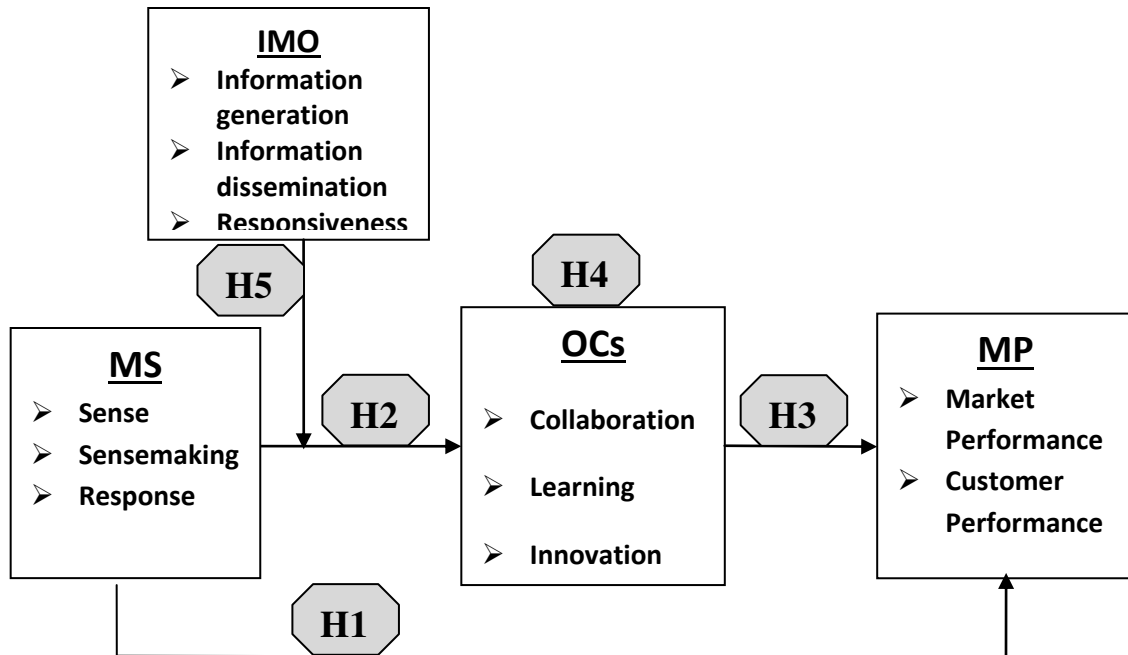 IMO
➢ Information
generation
➢ Information
dissemination
➢ Responsiveness
H5
H4
MS
➢ Sense
➢ Sensemaking
➢ Response
H2
OCs
➢ Collaboration
➢ Learning
➢ Innovation
H3
MP
➢ Market
Performance
➢ Customer
Performance
H1